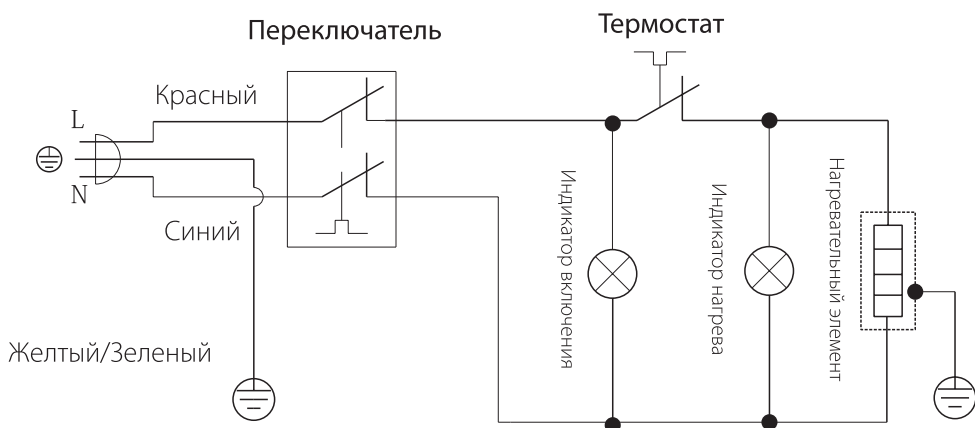 Переключатель
Термостат
Красный
L
N
Синий
Желтый/Зеленый
Индикатор включения
Индикатор нагрева
Нагревательный элемент